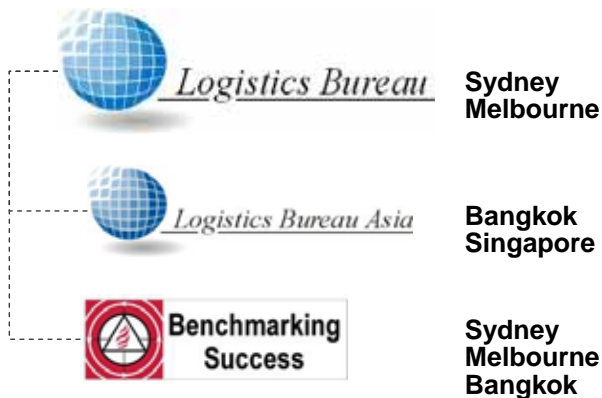 Logistics Bureau
Sydney
Melbourne
Logistics Bureau Asia
Bangkok
Singapore
Benchmarking
Success
Sydney
Melbourne
Bangkok